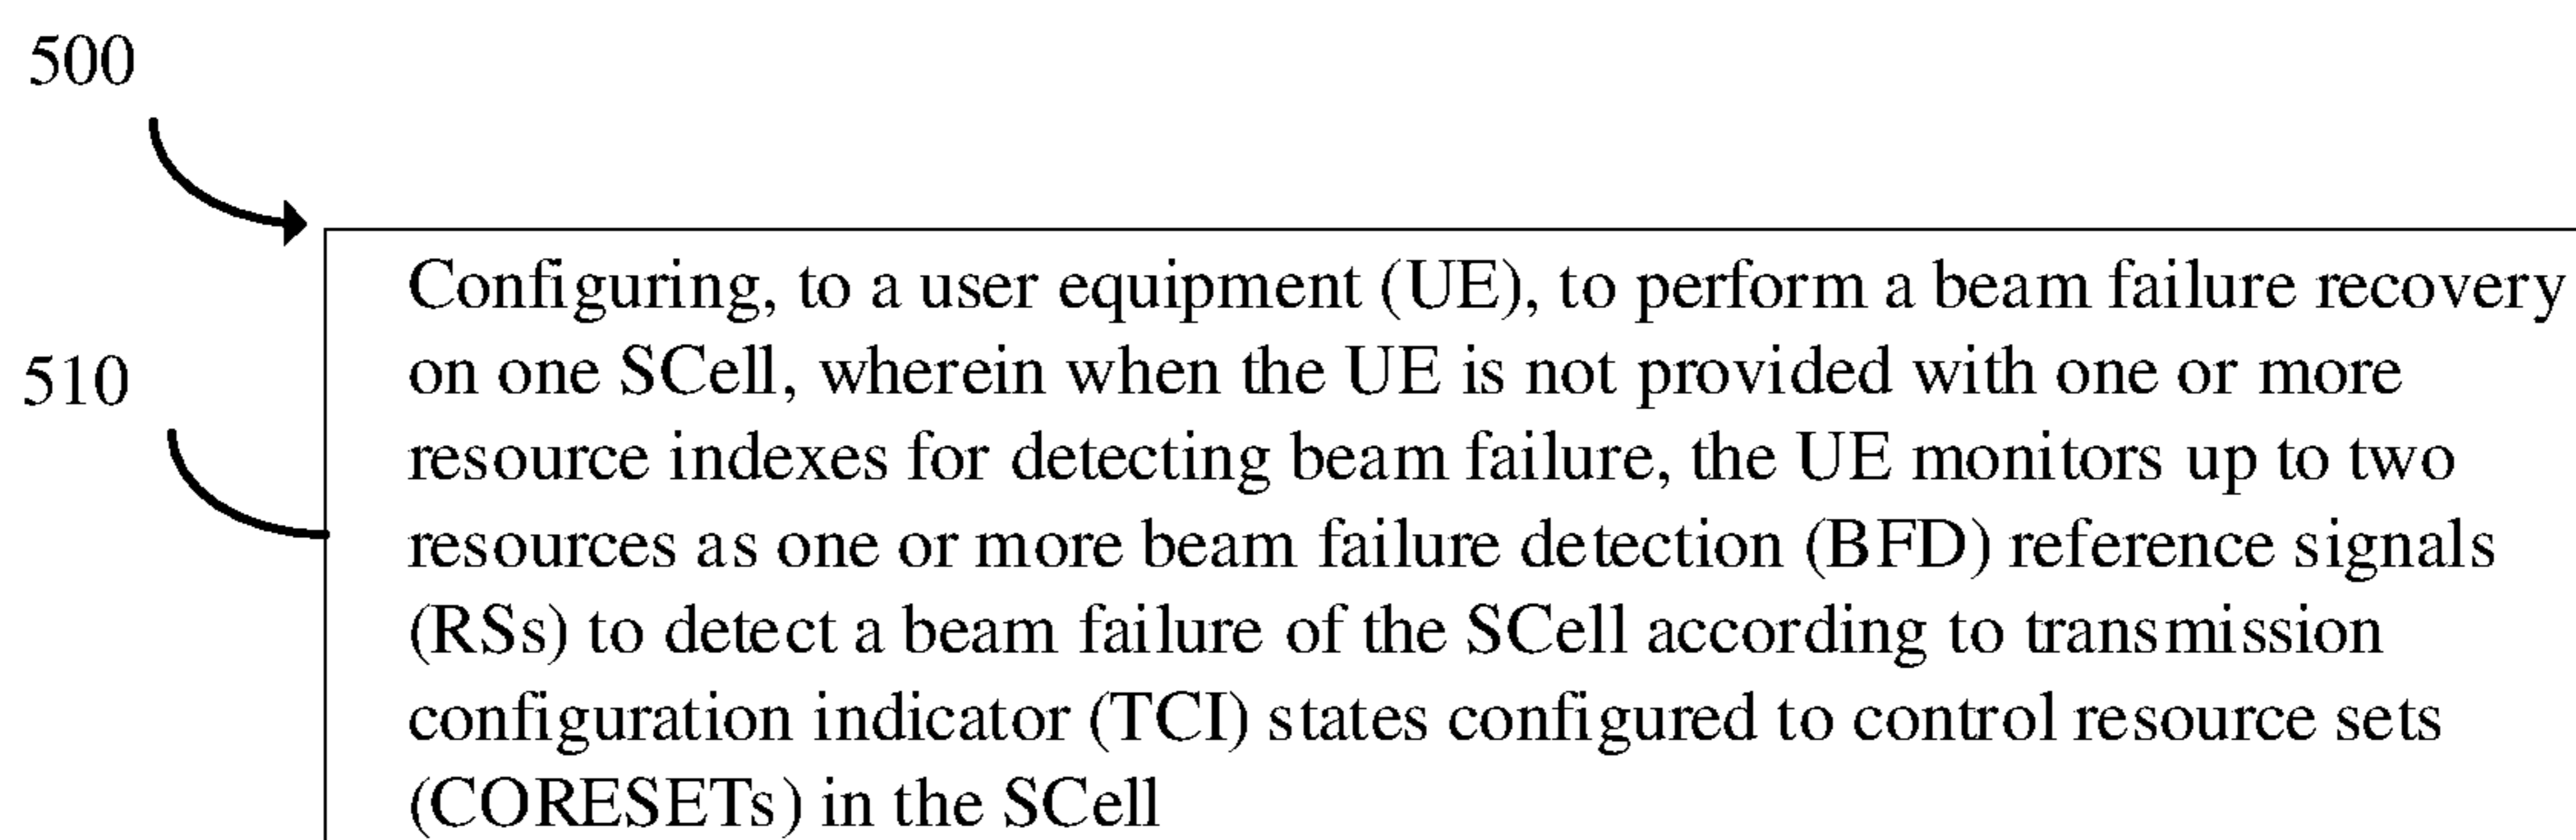 500
Configuring, to a user equipment (UE), to perform a beam failure recovery
on one SCell, wherein when the UE is not provided with one or more
510
resource indexes for detecting beam failure, the UE monitors up to two
resources as one or more beam failure detection (BFD) reference signals
(RSs) to detect a beam failure of the SCell according to transmission
configuration indicator (TCI) states configured to control resource sets
(CORESETs) in the SCell